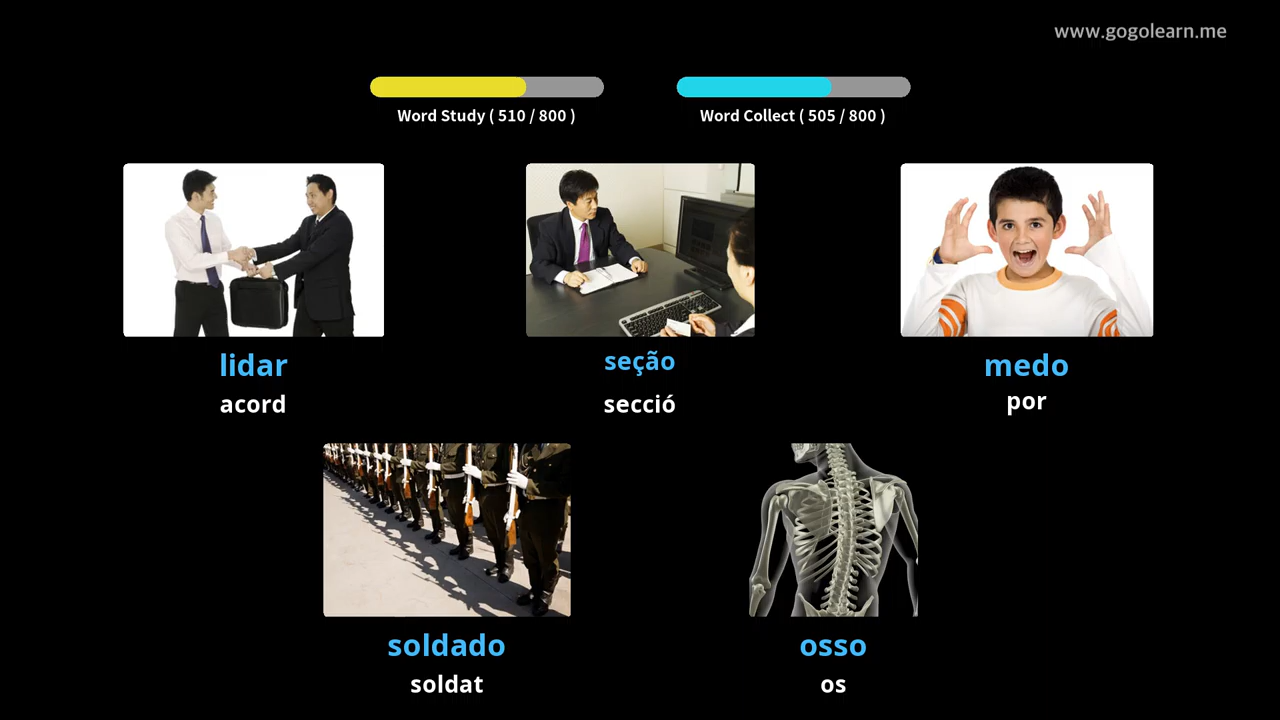 www.gogolearn.me
Word Study ( 510 / 800 )
Word Collect ( 505 / 800 )
lidar
acord
seção
secció
medo
por
soldado
soldat
osso
os